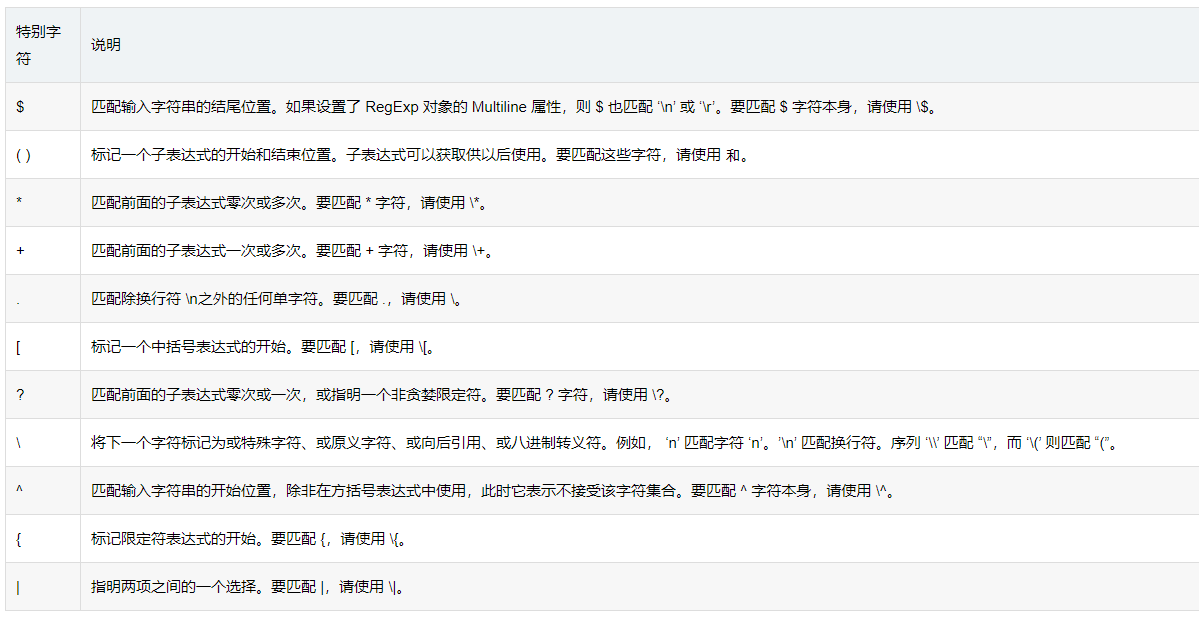 特别字符 说明
$ 匹配输入字符串的结尾位置。如果设置了 RegExp 对象的 Multiline 属性，则 $ 也匹配 ‘\n’ 或 ‘\r’。要匹配 $ 字符本身，请使用 \$。
( ) 标记一个子表达式的开始和结束位置。子表达式可以获取供以后使用。要匹配这些字符，请使用 和。
* 匹配前面的子表达式零次或多次。要匹配 * 字符，请使用 \*。
+ 匹配前面的子表达式一次或多次。要匹配 + 字符，请使用 \+。
. 匹配除换行符 \n之外的任何单字符。要匹配 .，请使用 \。
[ 标记一个中括号表达式的开始。要匹配 [，请使用 \[。
? 匹配前面的子表达式零次或一次，或指明一个非贪婪限定符。要匹配 ? 字符，请使用 \?。
\ 将下一个字符标记为或特殊字符、或原义字符、或向后引用、或八进制转义符。例如， ‘n’ 匹配字符 ‘n’。’\n’ 匹配换行符。序列 ‘\\’ 匹配 “\”，而 ‘\(’ 则匹配 “(”。
^ 匹配输入字符串的开始位置，除非在方括号表达式中使用，此时它表示不接受该字符集合。要匹配 ^ 字符本身，请使用 \^。
{ 标记限定符表达式的开始。要匹配 {，请使用 \{。
| 指明两项之间的一个选择。要匹配 |，请使用 \|。